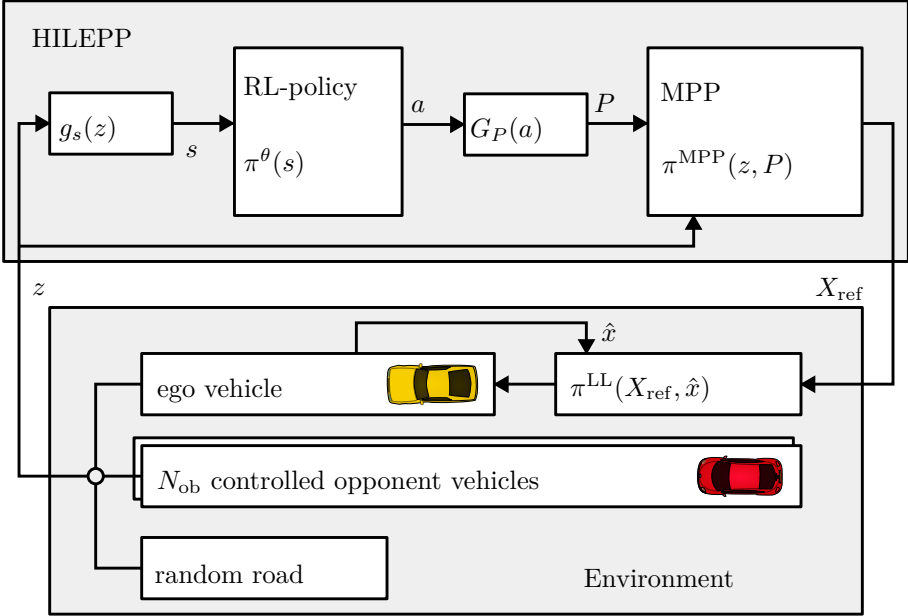 HILEPP
RL-policy
MPP
a
P
g_s(z)
G_P(a)
s
π^θ(s)
π^MPP(z, P)
z
X_ref
x̂
ego vehicle
π^LL(X_ref, x̂)
N_ob controlled opponent vehicles
random road
Environment